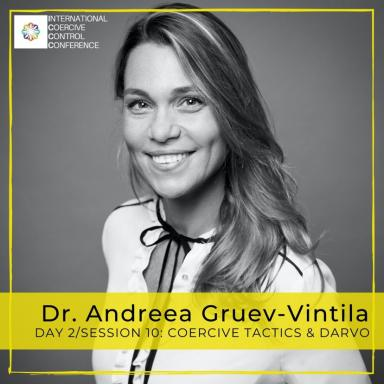 INTERNATIONAL
COERCIVE
CONTROL
CONFERENCE
Dr. Andreea Gruev-Vintila
DAY 2/SESSION 10: COERCIVE TACTICS & DARVO